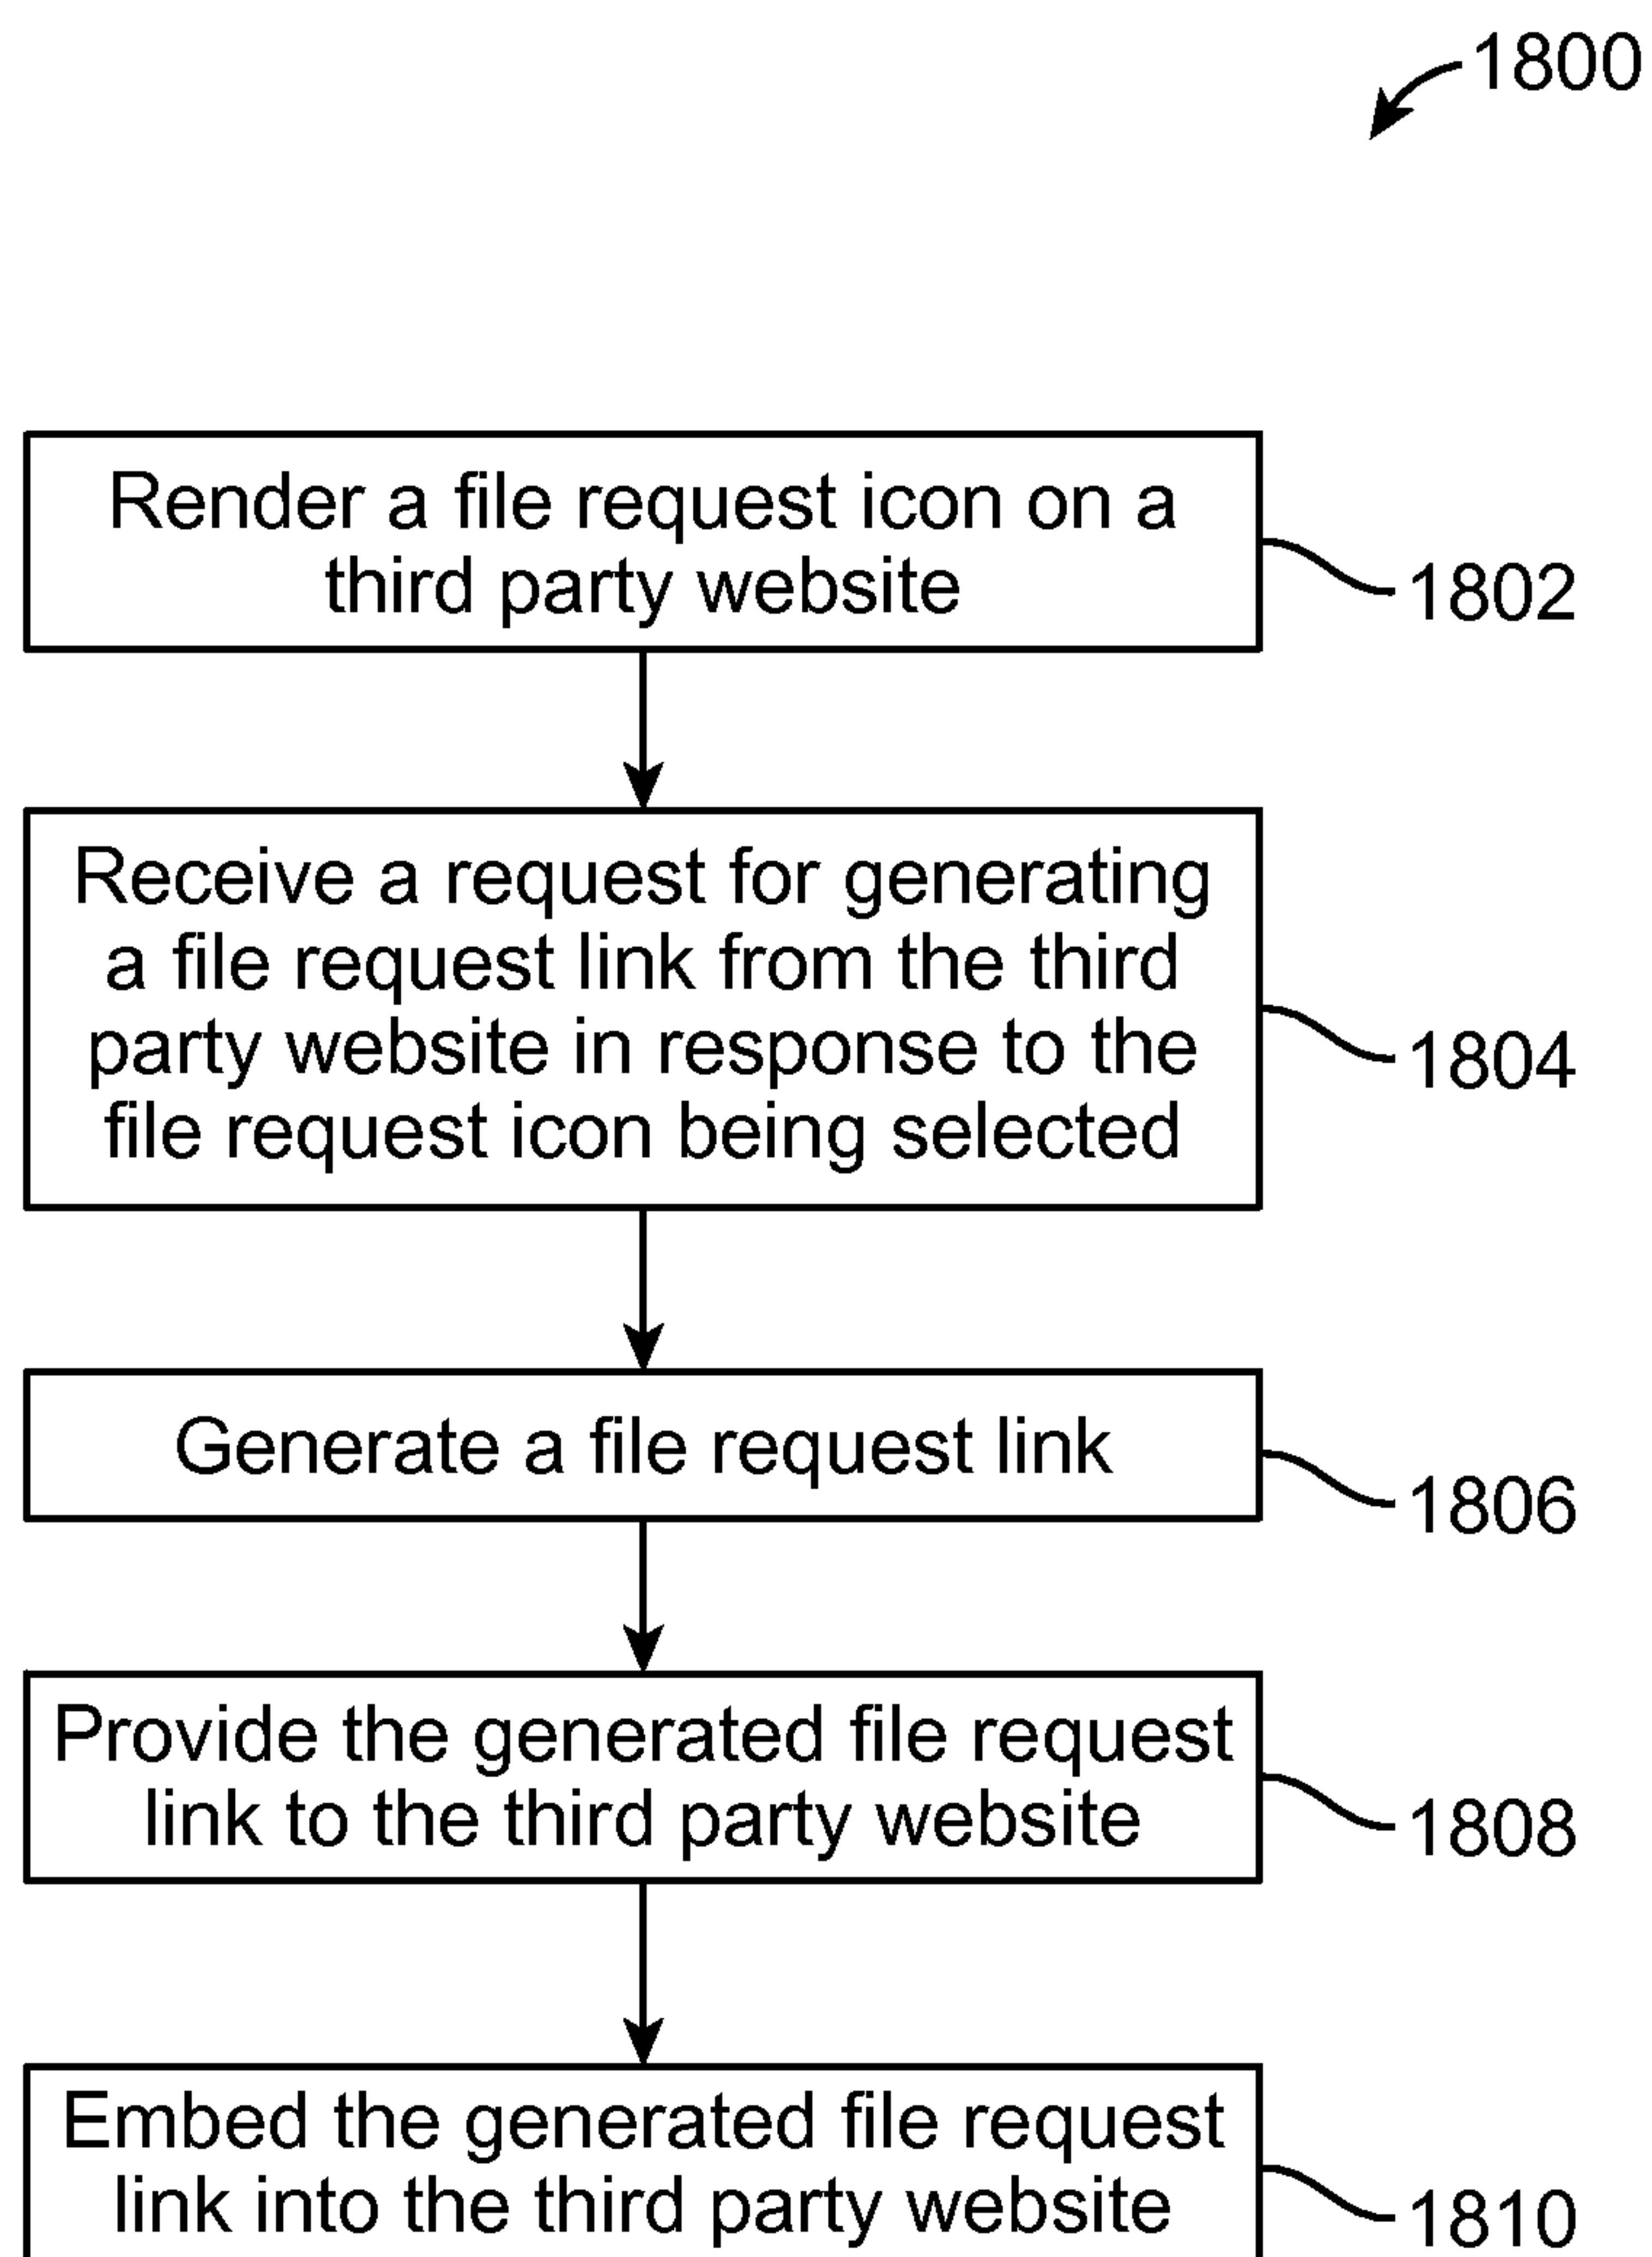 1800
Render a file request icon on a
third party website
1802
Receive a request for generating
a file request link from the third
party website in response to the
file request icon being selected
1804
Generate a file request link
1806
Provide the generated file request
link to the third party website
1808
Embed the generated file request
link into the third party website
1810